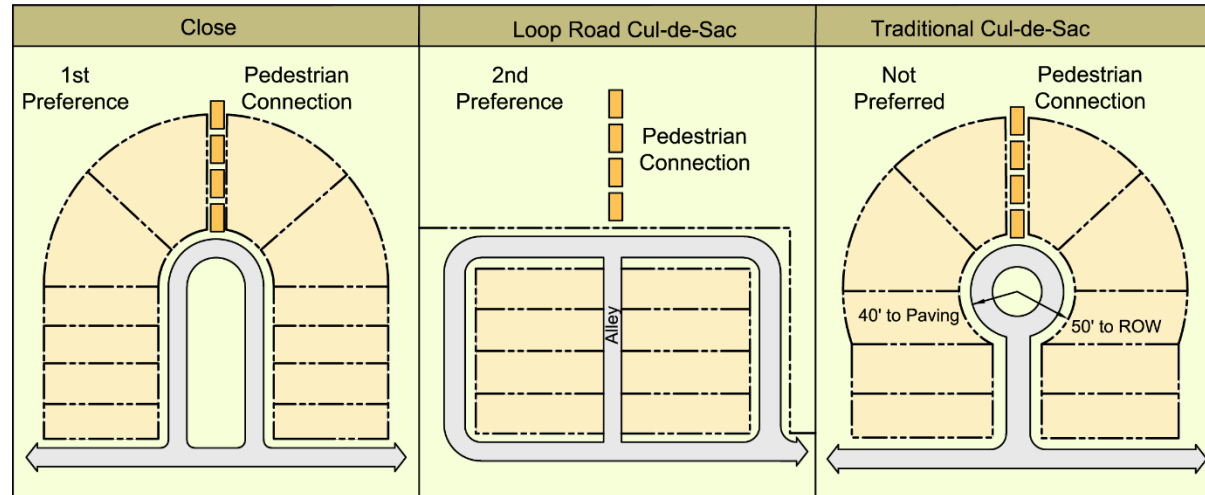 Close
Loop Road Cul-de-Sac
Traditional Cul-de-Sac
1st
Preference
Pedestrian
Connection
2nd
Preference
Pedestrian
Connection
Alley
Not
Preferred
Pedestrian
Connection
40' to Paving
50' to ROW